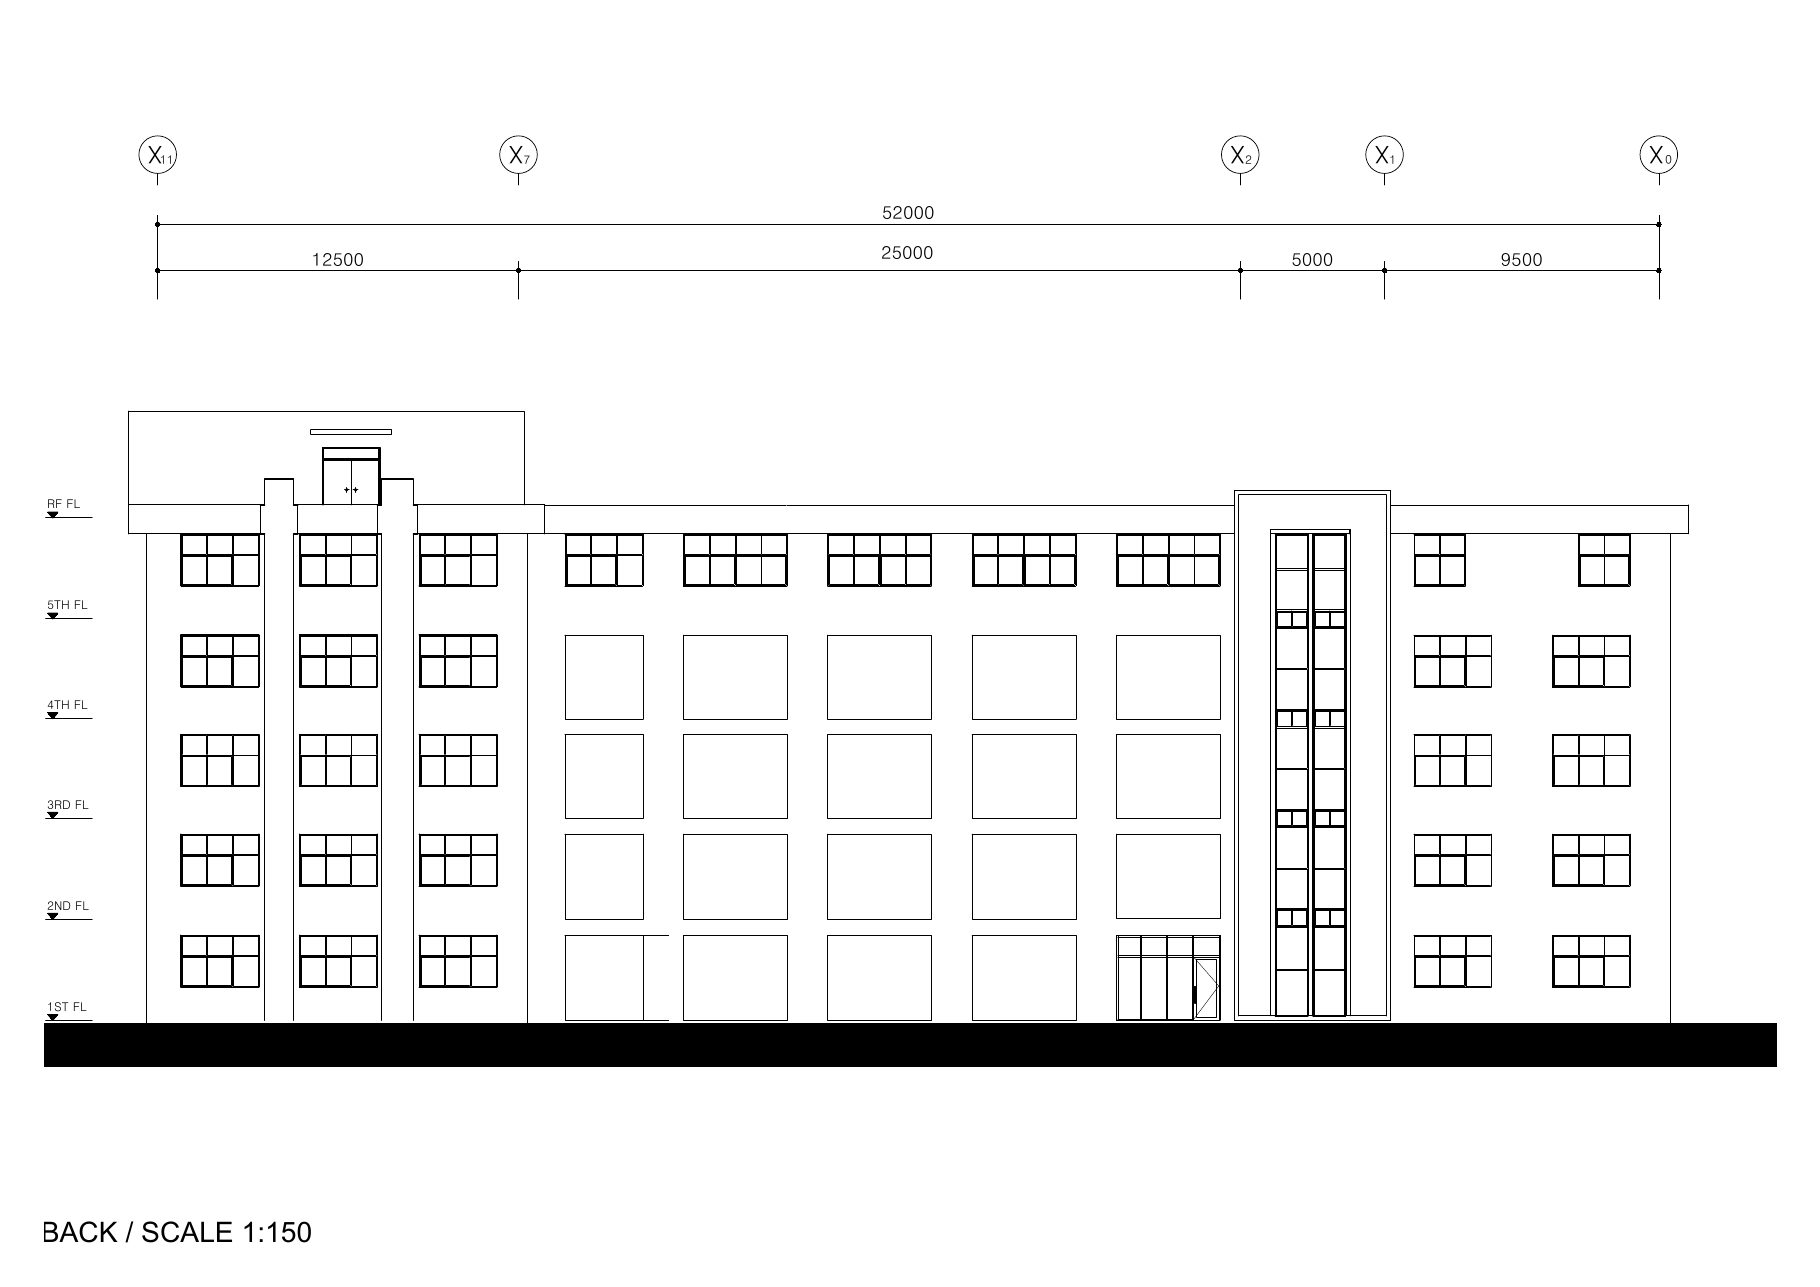 X11 X7 X2 X1 X0
52000
12500 25000 5000 9500
RF FL
5TH FL
4TH FL
3RD FL
2ND FL
1ST FL
BACK / SCALE 1:150